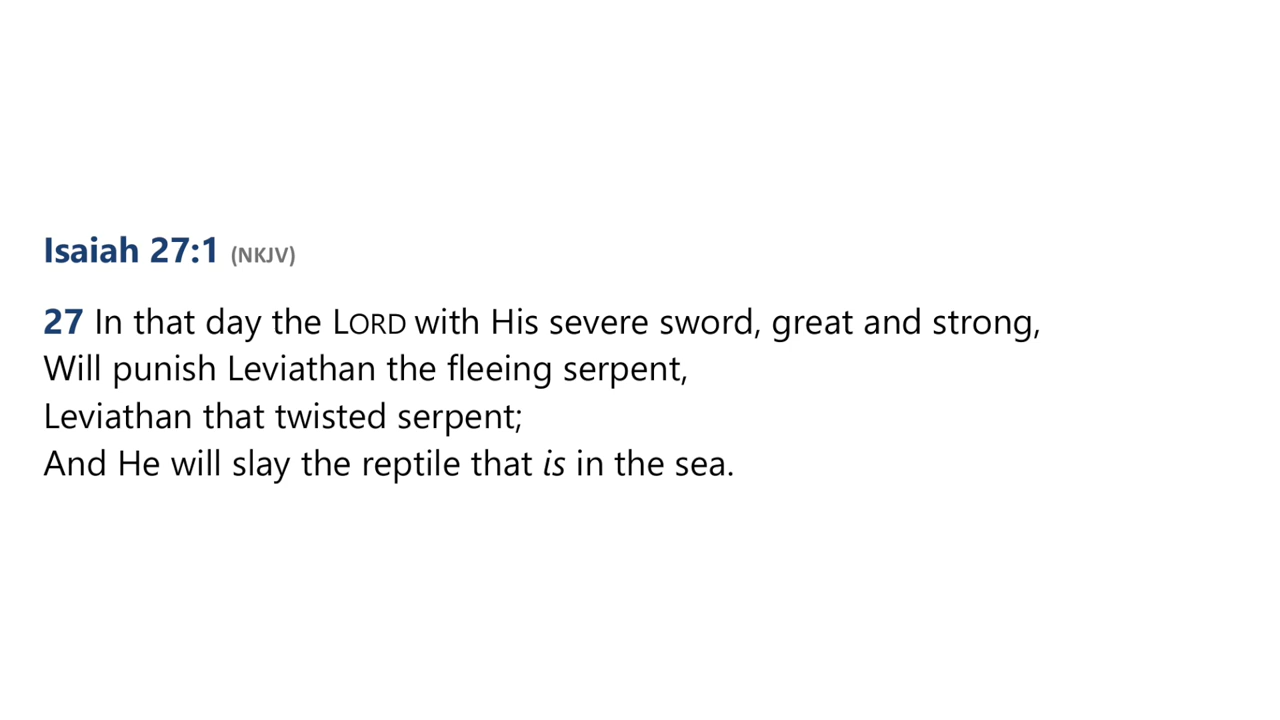 Isaiah 27:1 (NKJV)
27 In that day the LORD with His severe sword, great and strong,
Will punish Leviathan the fleeing serpent,
Leviathan that twisted serpent;
And He will slay the reptile that is in the sea.